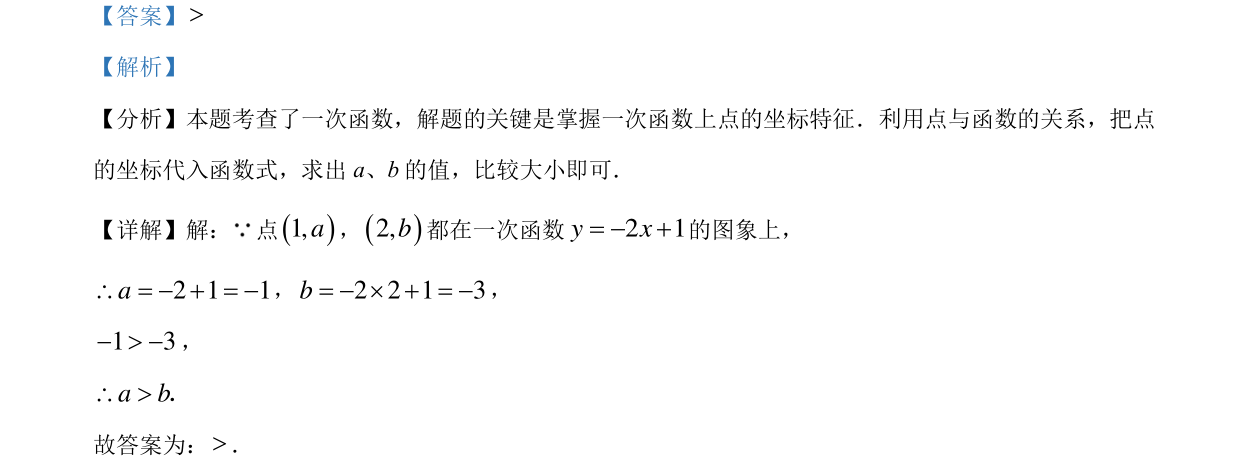 【答案】>
【解析】
【分析】本题考查了一次函数，解题的关键是掌握一次函数上点的坐标特征．利用点与函数的关系，把点
的坐标代入函数式，求出 a、b 的值，比较大小即可．
【详解】解：∵点(1,a)，(2,b)都在一次函数 y=−2x+1的图象上，
∴a=−2+1=−1，b=−2×2+1=−3，
−1>−3，
∴a>b.
故答案为：>．